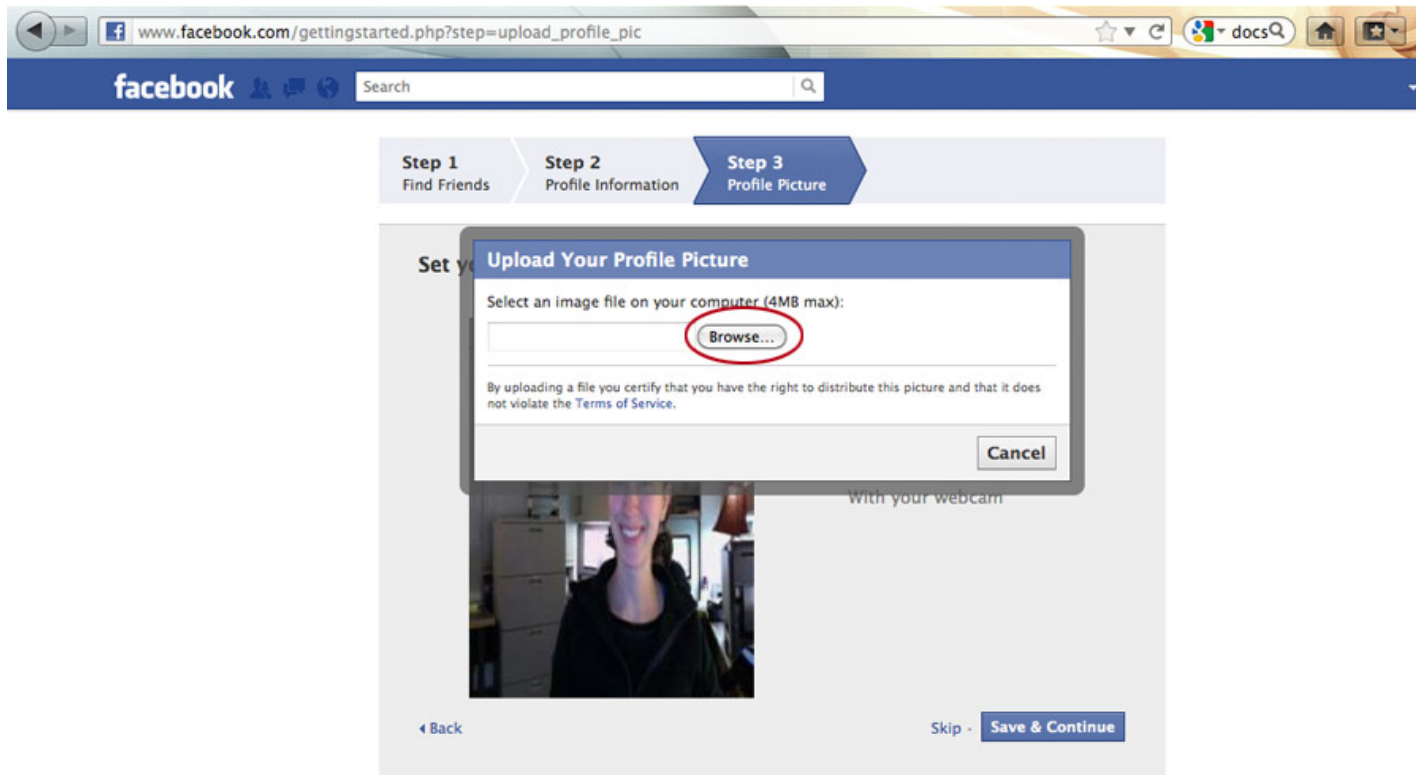 www.facebook.com/gettingstarted.php?step=upload_profile_pic
docs
facebook
Search
Step 1
Find Friends
Step 2
Profile Information
Step 3
Profile Picture
Set
Upload Your Profile Picture
Select an image file on your computer (4MB max):
Browse...
By uploading a file you certify that you have the right to distribute this picture and that it does
not violate the Terms of Service.
Cancel
With your webcam
Back
Skip -
Save & Continue